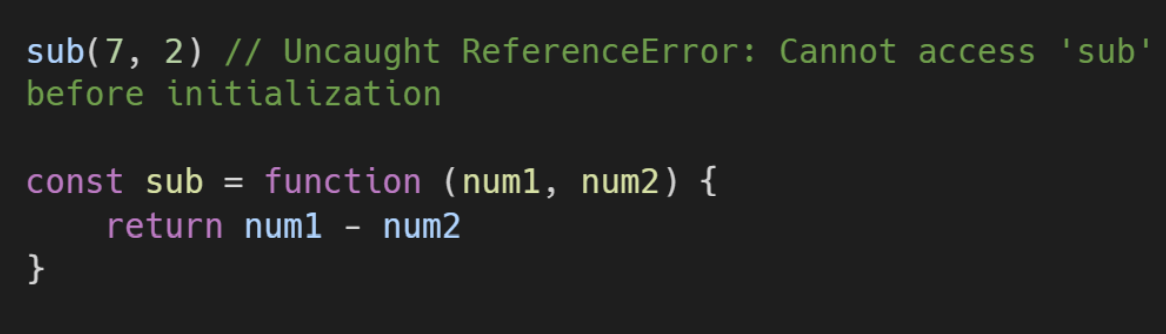 sub(7, 2) // Uncaught ReferenceError: Cannot access 'sub'
before initialization
const sub = function (num1, num2) {
return num1 - num2
}